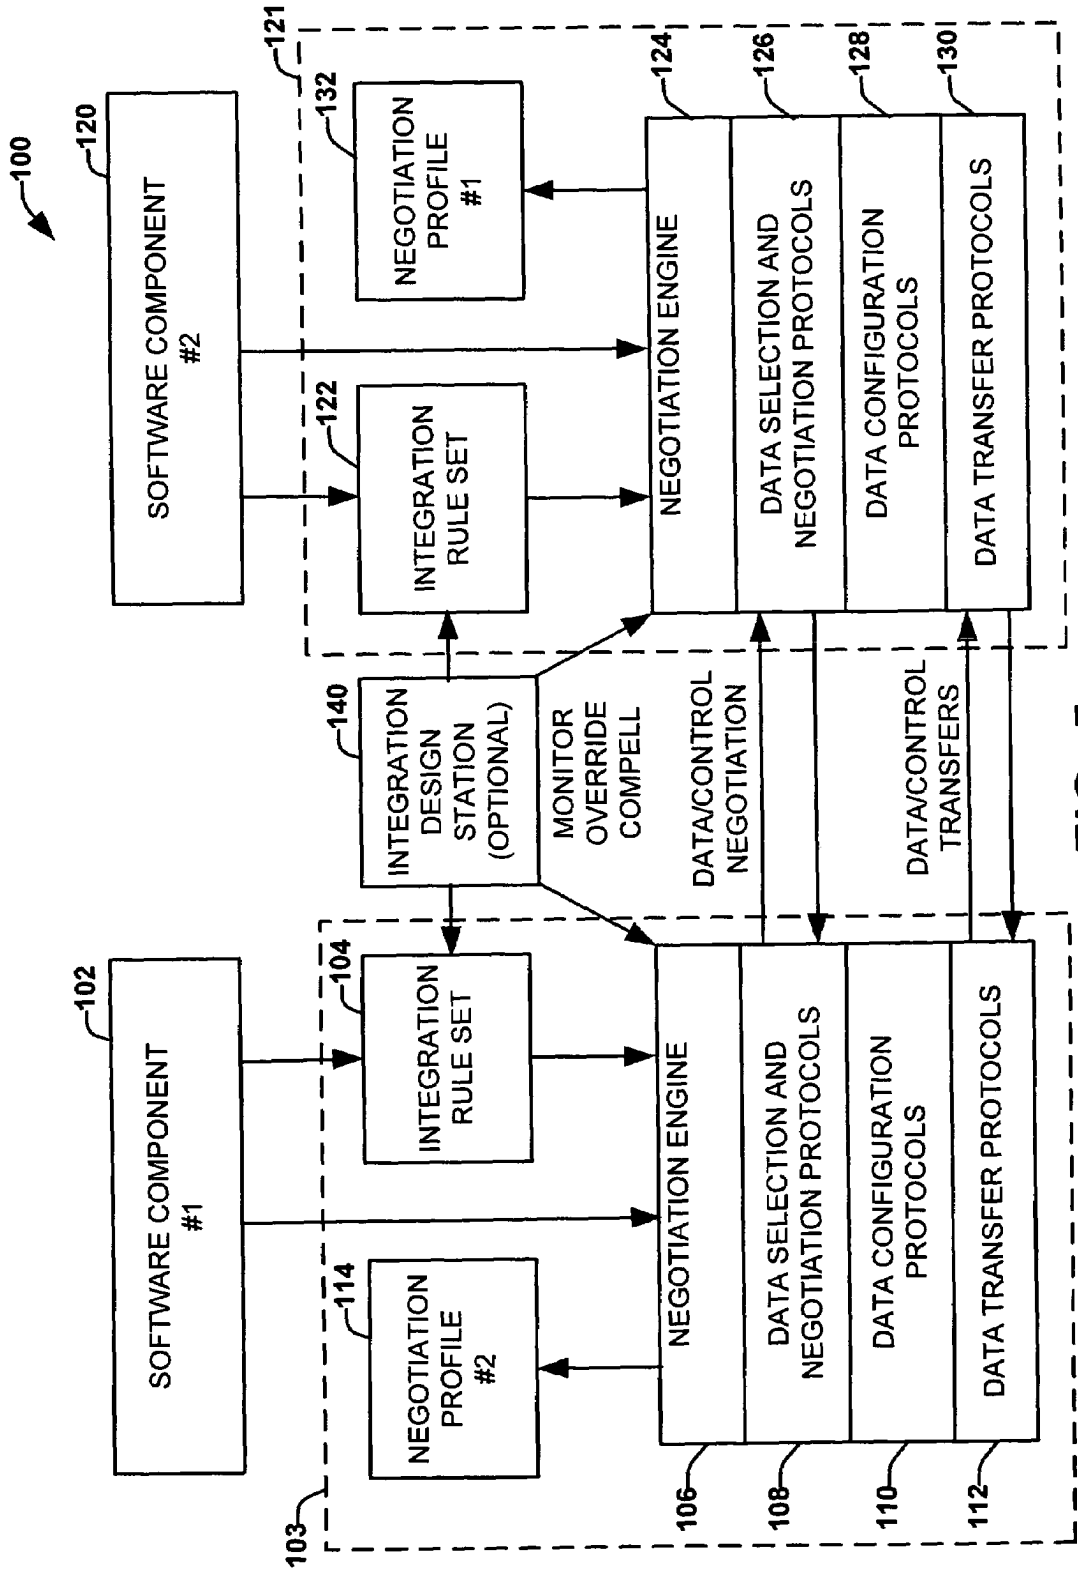 100
102
SOFTWARE COMPONENT
#1
120
SOFTWARE COMPONENT
#2
103
121
114
NEGOTIATION
PROFILE
#2
104
INTEGRATION
RULE SET
140
INTEGRATION
DESIGN
STATION
(OPTIONAL)
122
INTEGRATION
RULE SET
132
NEGOTIATION
PROFILE
#1
MONITOR
OVERRIDE
COMPELL
106
NEGOTIATION ENGINE
108
DATA SELECTION AND
NEGOTIATION PROTOCOLS
110
DATA CONFIGURATION
PROTOCOLS
112
DATA TRANSFER PROTOCOLS
DATA/CONTROL
NEGOTIATION
DATA/CONTROL
TRANSFERS
NEGOTIATION ENGINE
124
DATA SELECTION AND
NEGOTIATION PROTOCOLS
126
DATA CONFIGURATION
PROTOCOLS
128
DATA TRANSFER PROTOCOLS
130